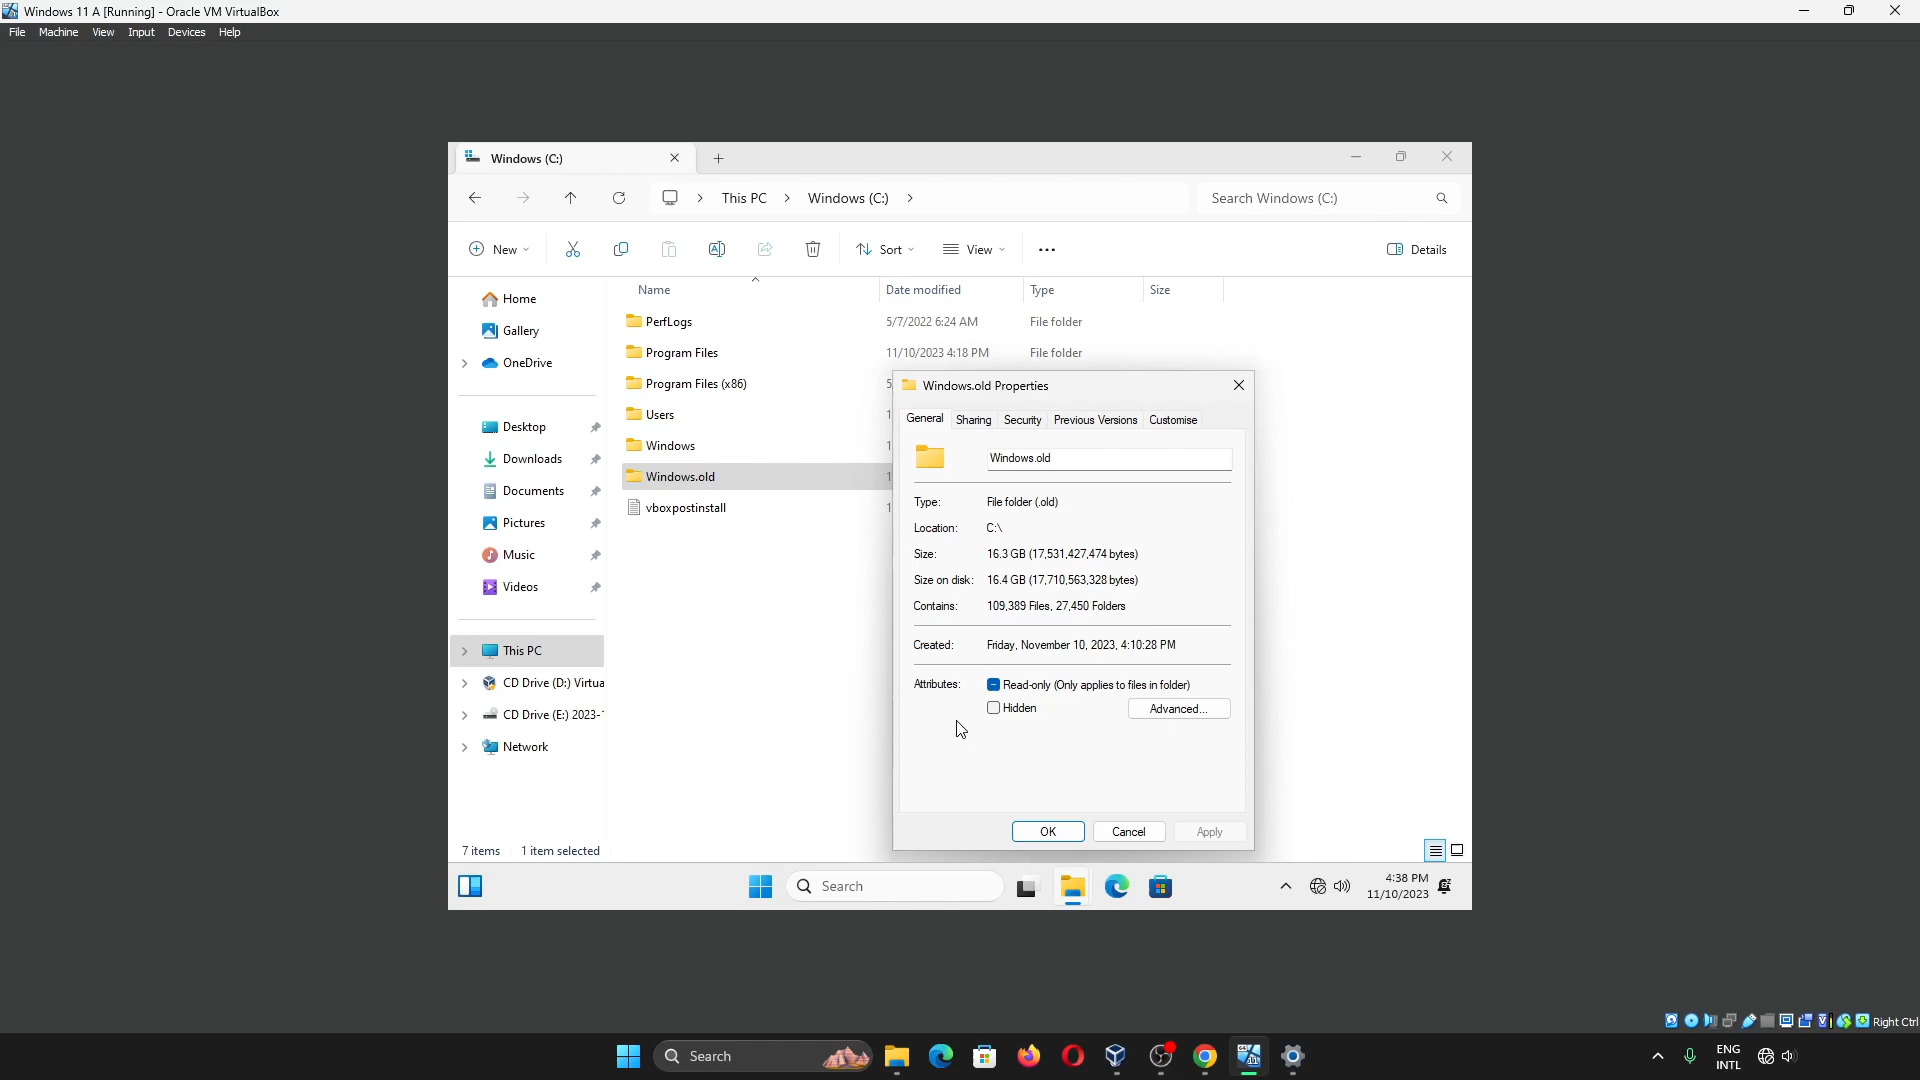 Windows 11 A [Running] - Oracle VM VirtualBox
File Machine View Input Devices Help
Windows (C:)
This PC
Windows (C:)
Search Windows (C:)
New
Sort
View
Details
Name
Date modified
Type
Size
Home
Gallery
OneDrive
Desktop
Downloads
Documents
Pictures
Music
Videos
This PC
CD Drive (D:) Virtua
CD Drive (E:) 2023-
Network
PerfLogs 5/7/2022 6:24 AM File folder
Program Files 11/10/2023 4:18 PM File folder
Program Files (x86)
Users
Windows
Windows.old
vboxpostinstall
Windows.old Properties
General Sharing Security Previous Versions Customise
Windows.old
Type: File folder (.old)
Location: C:\
Size: 16.3 GB (17,531,427,474 bytes)
Size on disk: 16.4 GB (17,710,563,328 bytes)
Contains: 109,389 Files, 27,450 Folders
Created: Friday, November 10, 2023, 4:10:28 PM
Attributes: Read-only (Only applies to files in folder)
Hidden
Advanced...
OK Cancel Apply
7 items 1 item selected
Search
4:38 PM
11/10/2023
Right Ctrl
Search
ENG
INTL